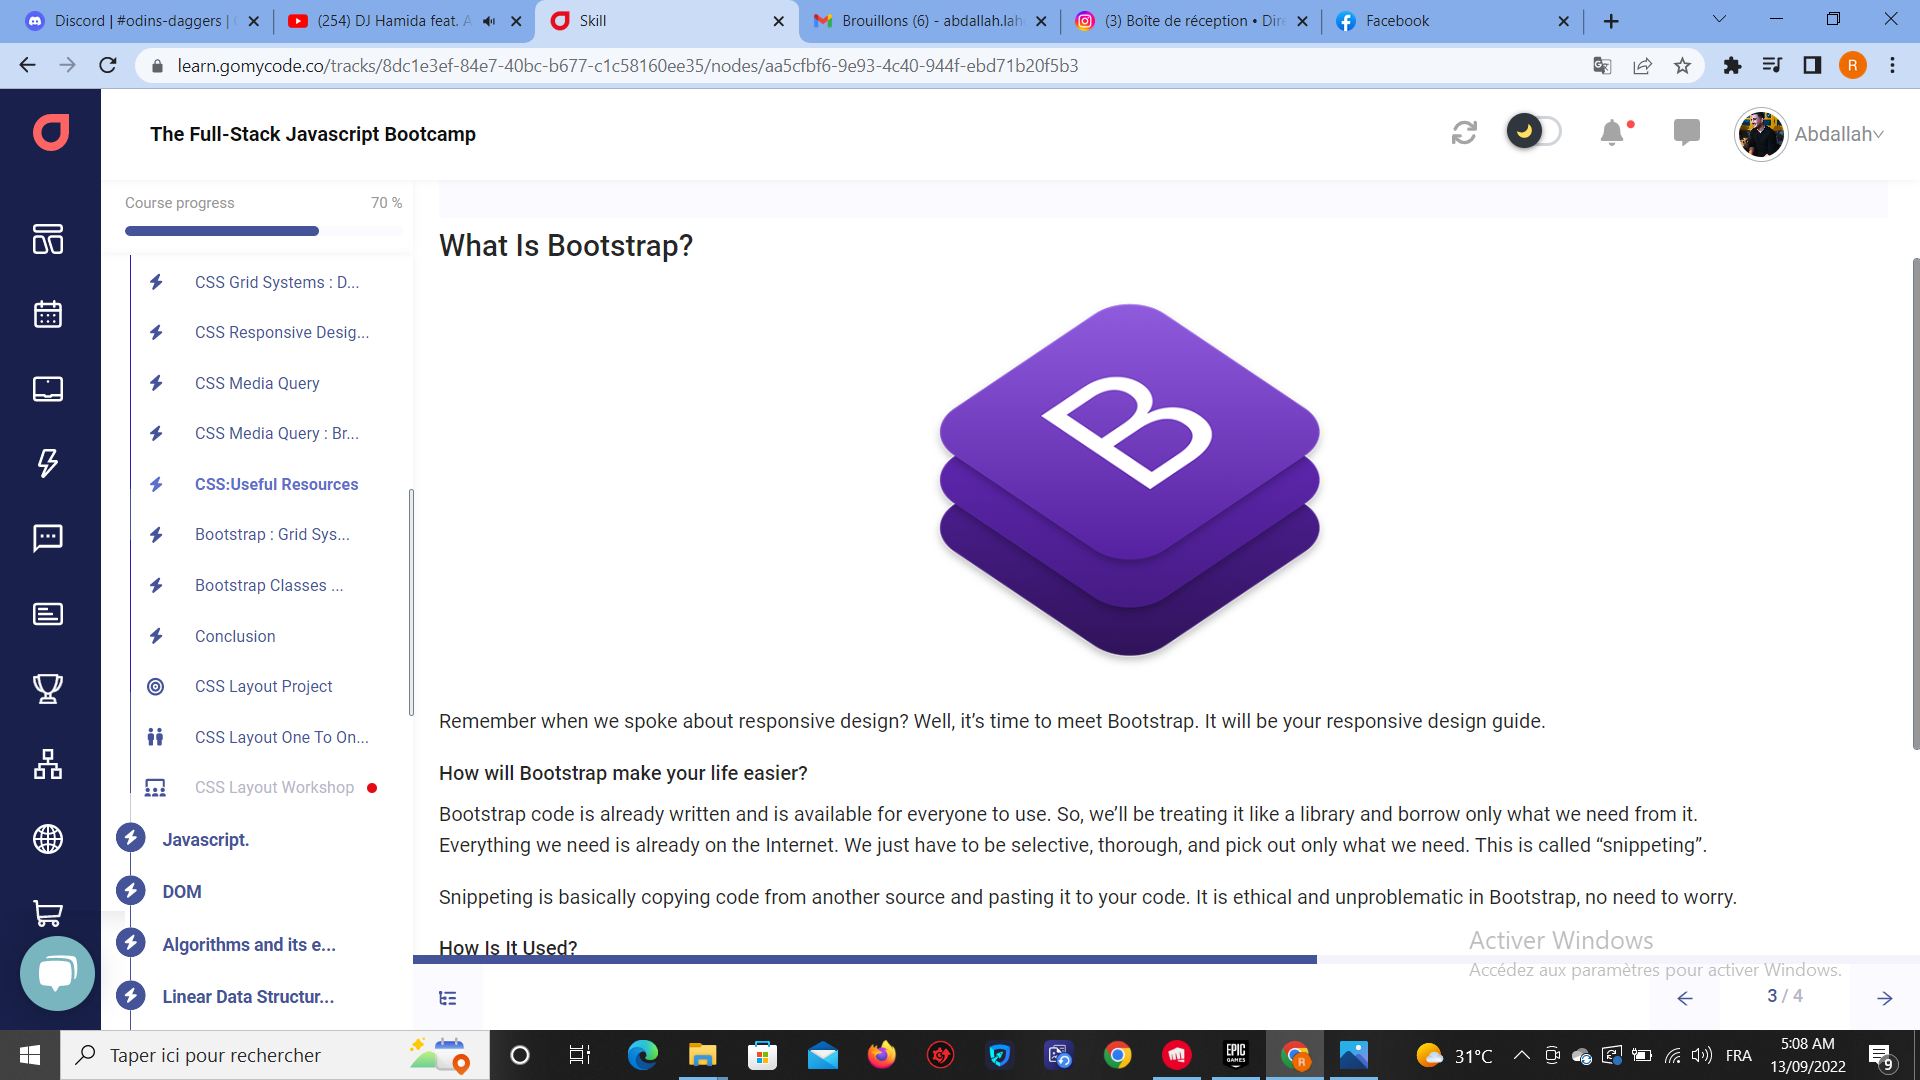 Discord | #odins-daggers |
(254) DJ Hamida feat. A
Skill
Brouillons (6) - abdallah.lah
(3) Boîte de réception • Dire
Facebook
learn.gomycode.co/tracks/8dc1e3ef-84e7-40bc-b677-c1c58160ee35/nodes/aa5cfbf6-9e93-4c40-944f-ebd71b20f5b3
R
The Full-Stack Javascript Bootcamp
Abdallah
Course progress 70 %
CSS Grid Systems : D...
CSS Responsive Desig...
CSS Media Query
CSS Media Query : Br...
CSS:Useful Resources
Bootstrap : Grid Sys...
Bootstrap Classes ...
Conclusion
CSS Layout Project
CSS Layout One To On...
CSS Layout Workshop
Javascript.
DOM
Algorithms and its e...
Linear Data Structur...
What Is Bootstrap?
B
Remember when we spoke about responsive design? Well, it’s time to meet Bootstrap. It will be your responsive design guide.
How will Bootstrap make your life easier?
Bootstrap code is already written and is available for everyone to use. So, we’ll be treating it like a library and borrow only what we need from it.
Everything we need is already on the Internet. We just have to be selective, thorough, and pick out only what we need. This is called “snippeting”.
Snippeting is basically copying code from another source and pasting it to your code. It is ethical and unproblematic in Bootstrap, no need to worry.
How Is It Used?
Activer Windows
Accédez aux paramètres pour activer Windows.
3 / 4
Taper ici pour rechercher
EPIC
GAMES
R
31°C
FRA
5:08 AM
13/09/2022
9